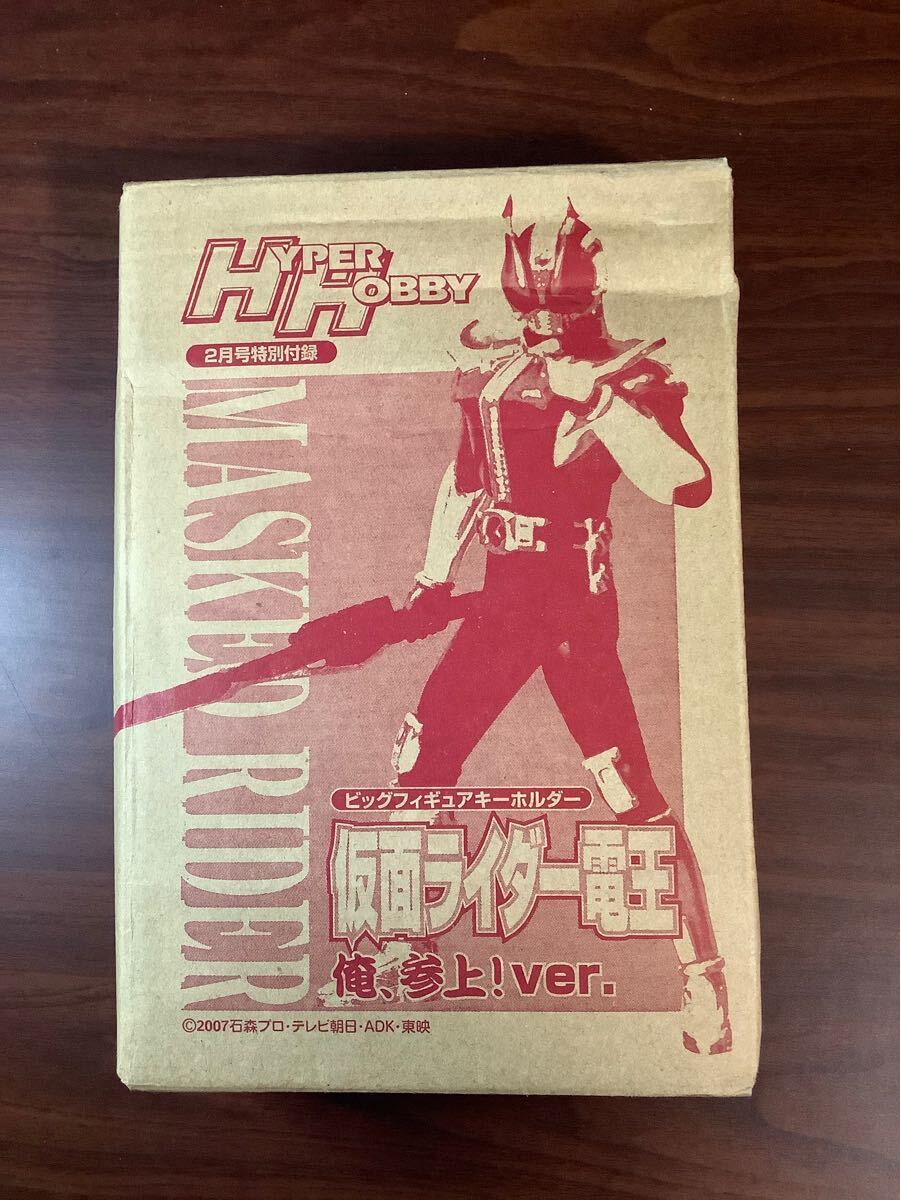 HYPER
HOBBY
2月号特別付録
MASKED RIDER
ビッグフィギュアキーホルダー
仮面ライダー電王
俺、参上!ver.
©2007石森プロ・テレビ朝日・ADK・東映